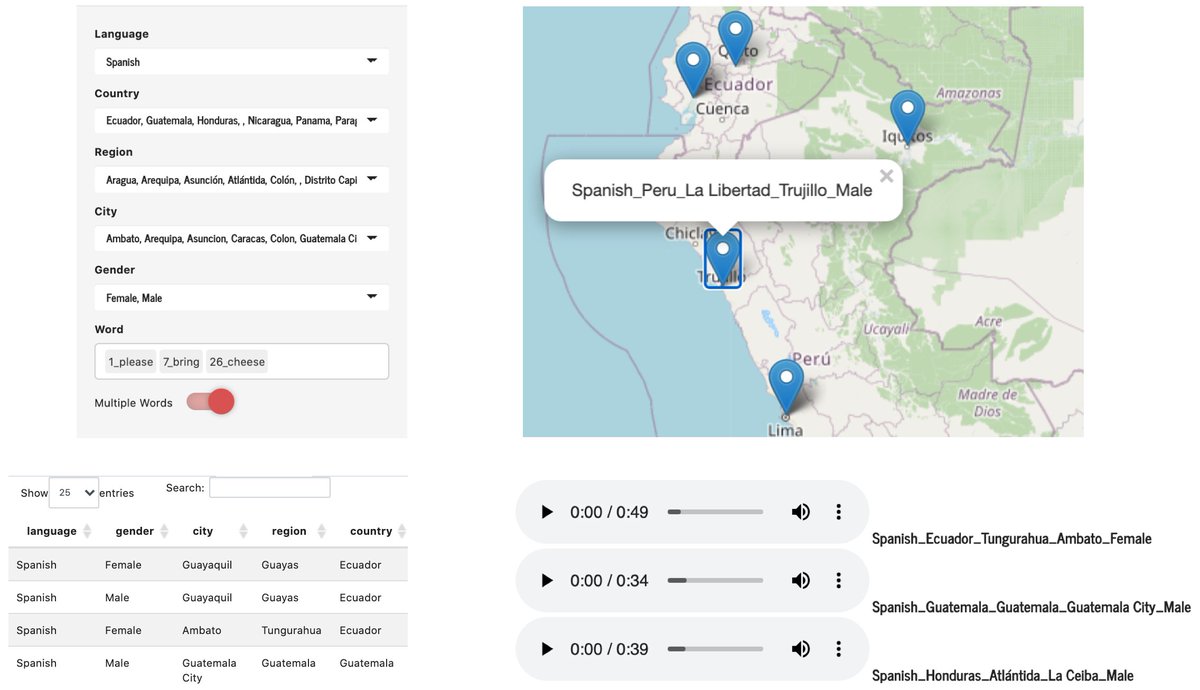 Language
Spanish
Country
Ecuador, Guatemala, Honduras, , Nicaragua, Panama, Parag
Region
Aragua, Arequipa, Asunción, Atlántida, Colón, , Distrito Capi
City
Ambato, Arequipa, Asuncion, Caracas, Colon, Guatemala Ci
Gender
Female, Male
Word
1_please 7_bring 26_cheese
Multiple Words
Quito
Ecuador
Cuenca
Amazonas
Iquitos
Spanish_Peru_La Libertad_Trujillo_Male ×
Chicla
Trujillo
Ucayali
Acre
Perú
Madre de
Dios
Lima
Show 25 entries Search:
language gender city region country
Spanish Female Guayaquil Guayas Ecuador
Spanish Male Guayaquil Guayas Ecuador
Spanish Female Ambato Tungurahua Ecuador
Spanish Male Guatemala City Guatemala Guatemala
0:00 / 0:49
Spanish_Ecuador_Tungurahua_Ambato_Female
0:00 / 0:34
Spanish_Guatemala_Guatemala_Guatemala City_Male
0:00 / 0:39
Spanish_Honduras_Atlántida_La Ceiba_Male